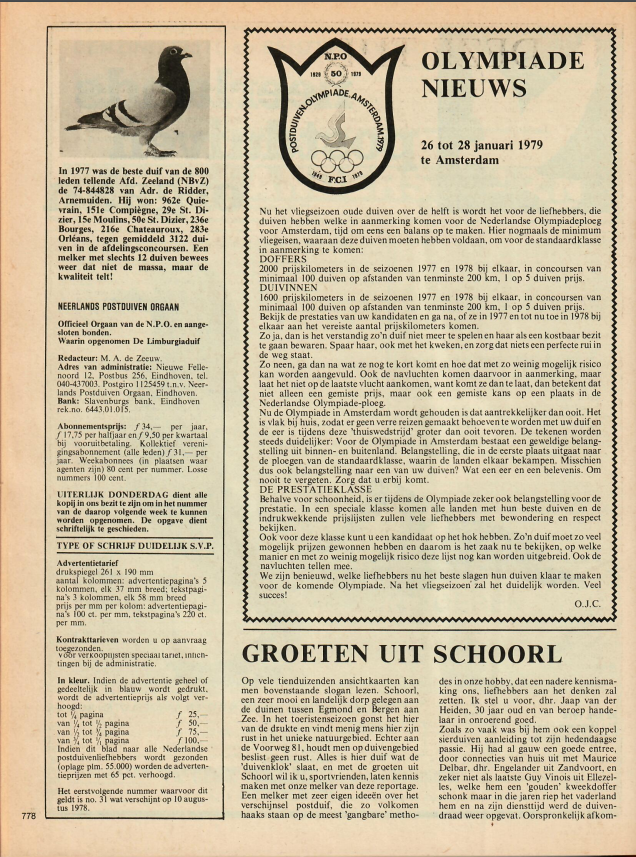 In 1977 was de beste duif van de 800
leden tellende Afd. Zeeland (NBvZ)
de 74-844828 van Adr. de Ridder,
Arnemuiden. Hij won: 962e Quie-
vrain, 151e Compiègne, 29e St. Di-
zier, 15e Moulins, 50e St. Dizier, 236e
Bourges, 216e Chateauroux, 283e
Orléans, tegen gemiddeld 3122 dui-
ven in de afdelingsconcoursen. Een
melker met slechts 12 duiven bewees
weer dat niet de massa, maar de
kwaliteit telt!
NEERLANDS POSTDUIVEN ORGAAN
Officieel Orgaan van de N.P.O. en aange-
sloten bonden.
Waarin opgenomen De Limburgiaduif
Redacteur: M. A. de Zeeuw.
Adres van administratie: Nieuwe Felle-
noord 12, Postbus 256, Eindhoven, tel.
040-437003. Postgiro 1125459 t.n.v. Neer-
lands Postduiven Orgaan, Eindhoven.
Bank: Slavenburgs bank, Eindhoven
rek.no. 6443.01.015.
Abonnementsprijs: f 34,— per jaar,
f 17,75 per halfjaar en f 9,50 per kwartaal
bij vooruitbetaling. Kollektief vereni-
gingsabonnement (alle leden) f 31,— per
jaar. Weekabonnees (in plaatsen waar
agenten zijn) 80 cent per nummer. Losse
nummers 100 cent.
UITERLIJK DONDERDAG dient alle
kopij in ons bezit te zijn om in het nummer
van de daarop volgende week te kunnen
worden opgenomen. De opgave dient
schriftelijk te geschieden.
TYPE OF SCHRIJF DUIDELIJK S.V.P.
Advertentietarief
drukspiegel 261 x 190 mm
aantal kolommen: advertentiepagina's 5
kolommen, elk 37 mm breed; tekstpagi-
na's 3 kolommen, elk 58 mm breed
prijs per mm per kolom: advertentiepagi-
na's 100 ct. per mm, tekstpagina's 220 ct.
per mm.
Kontrakttarieven worden u op aanvraag
toegezonden.
Voor verkooplijsten speciaal tarief, inlich-
tingen bij de administratie.
In kleur. Indien de advertentie geheel of
gedeeltelijk in blauw wordt gedrukt,
wordt de advertentieprijs als volgt ver-
hoogd:
tot ¼ pagina f 25,—
van ¼ tot ½ pagina f 50,—
van ½ tot ¾ pagina f 75,—
van ¾ tot ¼ pagina f 100,—
Indien dit blad naar alle Nederlandse
postduivenliefhebbers wordt gezonden
(oplage plm. 55.000) worden de adverten-
tieprijzen met 65 pct. verhoogd.
Het eerstvolgende nummer waarvoor dit
geldt is no. 31 wat verschijnt op 10 augus-
tus 1978.
778
N.P.O
1929 50 1979
POSTDUIVEN-OLYMPIADE-AMSTERDAM-1979
1948 F.C.I 1978
OLYMPIADE
NIEUWS
26 tot 28 januari 1979
te Amsterdam
Nu het vliegseizoen oude duiven over de helft is wordt het voor de liefhebbers, die
duiven hebben welke in aanmerking komen voor de Nederlandse Olympiadeploeg
voor Amsterdam, tijd om eens een balans op te maken. Hier nogmaals de minimum
vliegeisen, waaraan deze duiven moeten hebben voldaan, om voor de standaardklasse
in aanmerking te komen:
DOFFERS
2000 prijskilometers in de seizoenen 1977 en 1978 bij elkaar, in concoursen van
minimaal 100 duiven op afstanden van tenminste 200 km, 1 op 5 duiven prijs.
DUIVINNEN
1600 prijskilometers in de seizoenen 1977 en 1978 bij elkaar, in concoursen van
minimaal 100 duiven op afstanden van tenminste 200 km, 1 op 5 duiven prijs.
Bekijk de prestaties van uw kandidaten en ga na, of ze in 1977 en tot nu toe in 1978 bij
elkaar aan het vereiste aantal prijskilometers komen.
Zo ja, dan is het verstandig zo'n duif niet meer te spelen en haar als een kostbaar bezit
te gaan bewaren. Spaar haar, ook met het kweken, en zorg dat niets een perfecte rui in
de weg staat.
Zo neen, ga dan na wat ze nog te kort komt en hoe dat met zo weinig mogelijk risico
kan worden aangevuld. Ook de navluchten komen daarvoor in aanmerking, maar
laat het niet op de laatste vlucht aankomen, want komt ze dan te laat, dan betekent dat
niet alleen een gemiste prijs, maar ook een gemiste kans op een plaats in de
Nederlandse Olympiade-ploeg.
Nu de Olympiade in Amsterdam wordt gehouden is dat aantrekkelijker dan ooit. Het
is vlak bij huis, zodat er geen verre reizen gemaakt behoeven te worden met uw duif en
de eer is tijdens deze 'thuiswedstrijd' groter dan ooit tevoren. De tekenen worden
steeds duidelijker: Voor de Olympiade in Amsterdam bestaat een geweldige belang-
stelling uit binnen- en buitenland. Belangstelling, die in de eerste plaats uitgaat naar
de ploegen van de standaardklasse, waarin de landen elkaar bekampen. Misschien
dus ook belangstelling naar een van uw duiven? Wat een eer en een belevenis. Om
nooit te vergeten. Zorg dat u erbij komt.
DE PRESTATIEKLASSE
Behalve voor schoonheid, is er tijdens de Olympiade zeker ook belangstelling voor de
prestatie. In een speciale klasse komen alle landen met hun beste duiven en de
indrukwekkende prijslijsten zullen vele liefhebbers met bewondering en respect
bekijken.
Ook voor deze klasse kunt u een kandidaat op het hok hebben. Zo'n duif moet zo veel
mogelijk prijzen gewonnen hebben en daarom is het zaak nu te bekijken, op welke
manier en met zo weinig mogelijk risico deze lijst nog kan worden uitgebreid. Ook de
navluchten tellen mee.
We zijn benieuwd, welke liefhebbers nu het beste slagen hun duiven klaar te maken
voor de komende Olympiade. Na het vliegseizoen zal het duidelijk worden. Veel
succes!
O.J.C.
GROETEN UIT SCHOORL
Op vele tienduizenden ansichtkaarten kan
men bovenstaande slogan lezen. Schoorl,
een zeer mooi en landelijk dorp gelegen aan
de duinen tussen Egmond en Bergen aan
Zee. In het toeristenseizoen gonst het hier
van de drukte en vindt menig mens hier zijn
rust in het unieke natuurgebied. Echter aan
de Voorweg 81, houdt men op duivengebied
beslist geen rust. Alles is hier duif wat de
'duivenklok' slaat, en met de groeten uit
Schoorl wil ik u, sportvrienden, laten kennis
maken met onze melker van deze reportage.
Een melker met zeer eigen ideeën over het
verschijnsel postduif, die zo volkomen
haaks staan op de meest 'gangbare' metho-
des in onze hobby, dat een nadere kennisma-
king ons, liefhebbers aan het denken zal
zetten. Ik stel u voor, dhr. Jaap van der
Heiden, 30 jaar oud en van beroep hande-
laar in onroerend goed.
Zoals zo vaak was bij hem ook een koppel
sierduiven aanleiding tot zijn hedendaagse
passie. Hij had al gauw een goede entree,
door connecties van huis uit met Maurice
Delbar, dhr. Engelander uit Zandvoort, en
zeker niet als laatste Guy Vinois uit Ellezel-
les, welke hem een 'gouden' kweekdoffer
schonk maar in die jaren riep het vaderland
hem en na zijn diensttijd werd de duiven-
draad weer opgevat. Oorspronkelijk afkom-